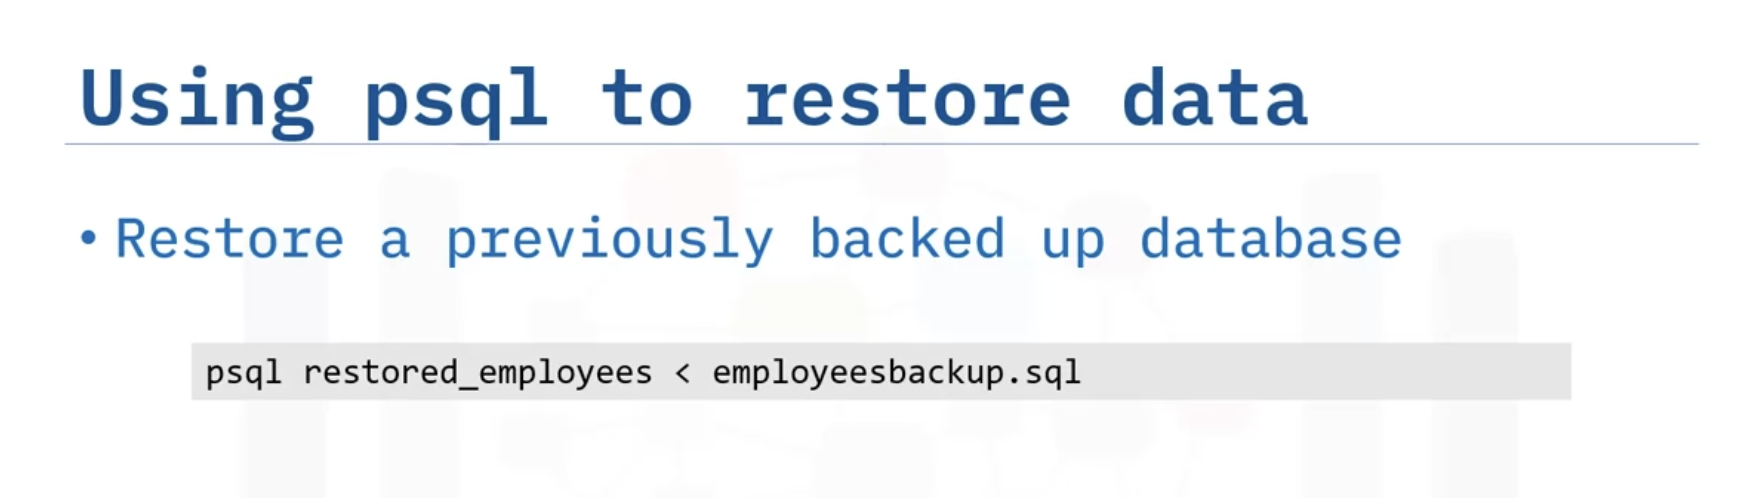 Using psql to restore data
• Restore a previously backed up database
psql restored_employees < employeesbackup.sql